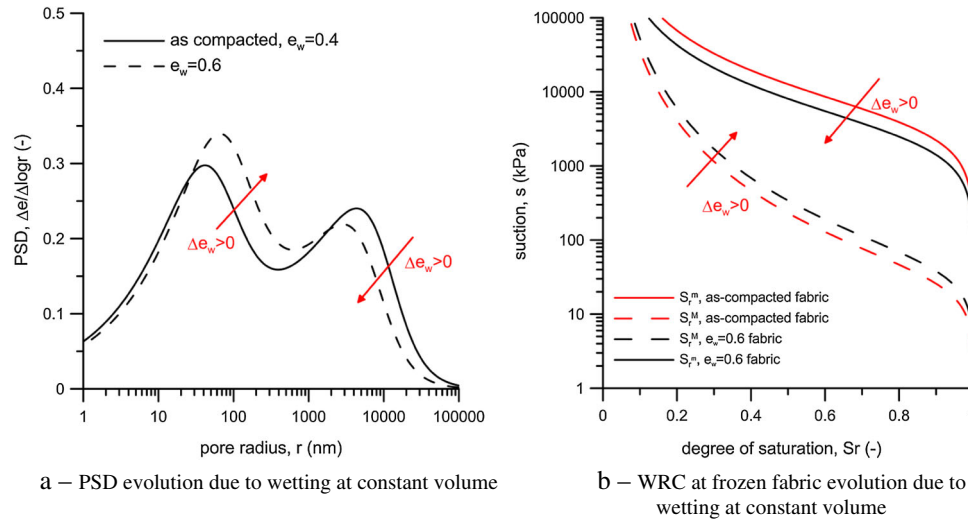 0.5
0.4
0.3
0.2
0.1
0
PSD, Δe/Δlogr (-)
as compacted, e_w=0.4
e_w=0.6
Δe_w>0
Δe_w>0
1
10
100
1000
10000
100000
pore radius, r (nm)
a – PSD evolution due to wetting at constant volume
100000
10000
1000
100
10
1
suction, s (kPa)
Δe_w>0
Δe_w>0
S_r^m, as-compacted fabric
S_r^M, as-compacted fabric
S_r^M, e_w=0.6 fabric
S_r^m, e_w=0.6 fabric
0
0.2
0.4
0.6
0.8
degree of saturation, Sr (-)
b – WRC at frozen fabric evolution due to
wetting at constant volume